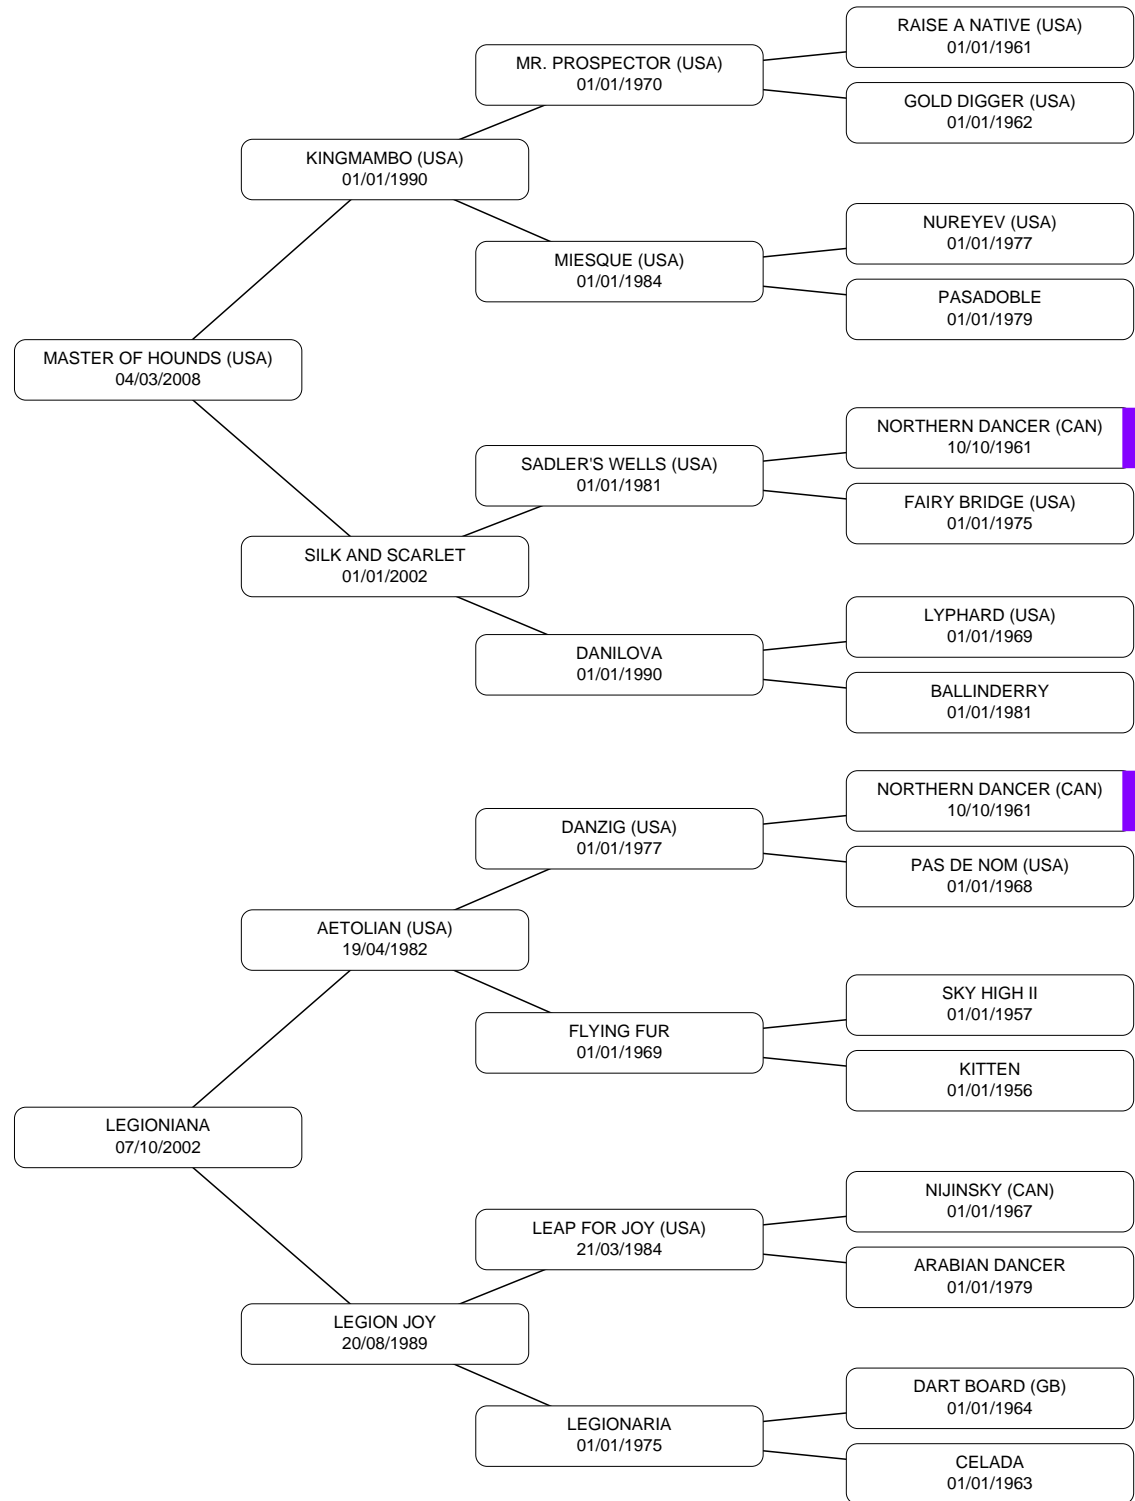 RAISE A NATIVE (USA)
01/01/1961
MR. PROSPECTOR (USA)
01/01/1970
GOLD DIGGER (USA)
01/01/1962
KINGMAMBO (USA)
01/01/1990
NUREYEV (USA)
01/01/1977
MIESQUE (USA)
01/01/1984
PASADOBLE
01/01/1979
MASTER OF HOUNDS (USA)
04/03/2008
NORTHERN DANCER (CAN)
10/10/1961
SADLER'S WELLS (USA)
01/01/1981
FAIRY BRIDGE (USA)
01/01/1975
SILK AND SCARLET
01/01/2002
LYPHARD (USA)
01/01/1969
DANILOVA
01/01/1990
BALLINDERRY
01/01/1981
NORTHERN DANCER (CAN)
10/10/1961
DANZIG (USA)
01/01/1977
PAS DE NOM (USA)
01/01/1968
AETOLIAN (USA)
19/04/1982
SKY HIGH II
01/01/1957
FLYING FUR
01/01/1969
KITTEN
01/01/1956
LEGIONIANA
07/10/2002
NIJINSKY (CAN)
01/01/1967
LEAP FOR JOY (USA)
21/03/1984
ARABIAN DANCER
01/01/1979
LEGION JOY
20/08/1989
DART BOARD (GB)
01/01/1964
LEGIONARIA
01/01/1975
CELADA
01/01/1963